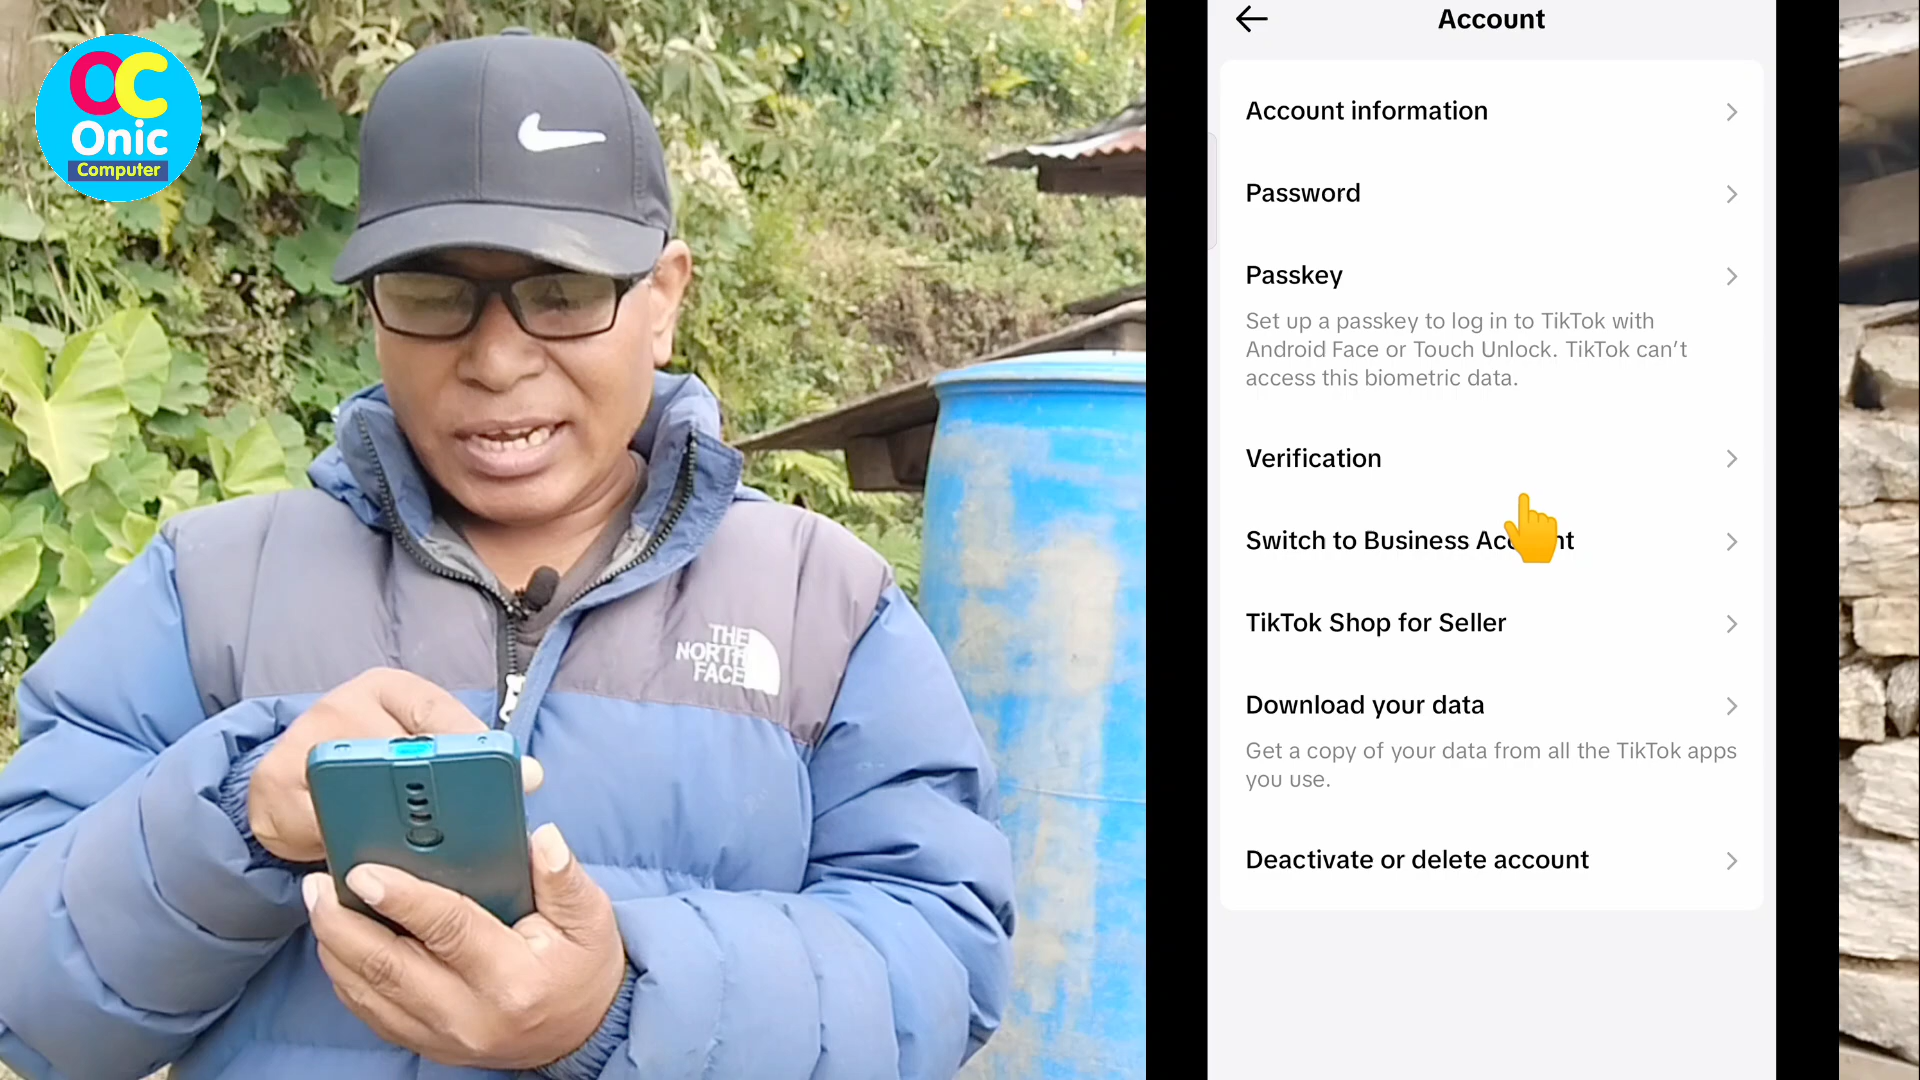 OC
Onic
Computer
THE
NORTH
FACE
Account
Account information
Password
Passkey
Set up a passkey to log in to TikTok with
Android Face or Touch Unlock. TikTok can’t
access this biometric data.
Verification
Switch to Business Account
TikTok Shop for Seller
Download your data
Get a copy of your data from all the TikTok apps
you use.
Deactivate or delete account